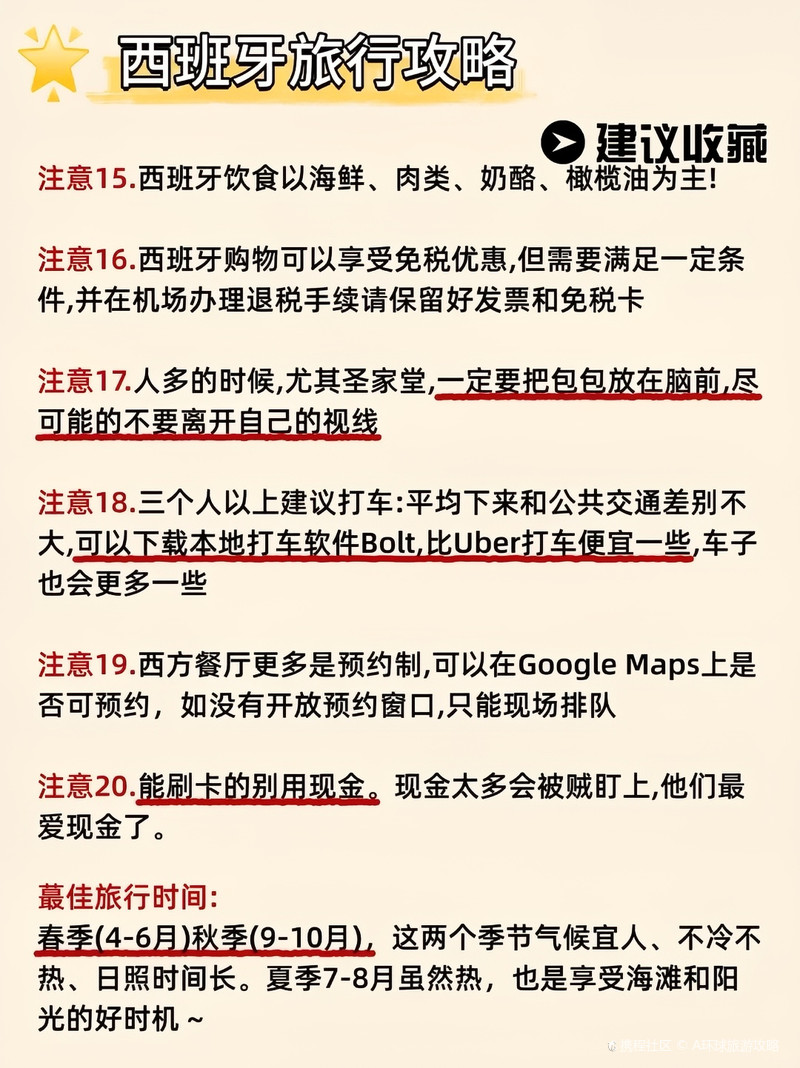 西班牙旅行攻略
建议收藏
注意15.西班牙饮食以海鲜、肉类、奶酪、橄榄油为主!
注意16.西班牙购物可以享受免税优惠,但需要满足一定条
件,并在机场办理退税手续请保留好发票和免税卡
注意17.人多的时候,尤其圣家堂,一定要把包包放在脑前,尽
可能的不要离开自己的视线
注意18.三个人以上建议打车:平均下来和公共交通差别不
大,可以下载本地打车软件Bolt,比Uber打车便宜一些,车子
也会更多一些
注意19.西方餐厅更多是预约制,可以在Google Maps上是
否可预约，如没有开放预约窗口,只能现场排队
注意20.能刷卡的别用现金。现金太多会被贼盯上,他们最
爱现金了。
最佳旅行时间:
春季(4-6月)秋季(9-10月)，这两个季节气候宜人、不冷不
热、日照时间长。夏季7-8月虽然热，也是享受海滩和阳
光的好时机 ~